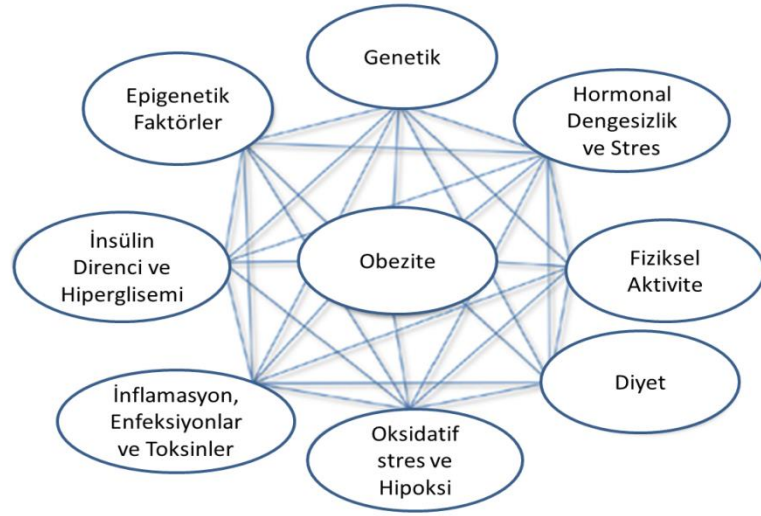 Genetik
Epigenetik
Faktörler
Hormonal
Dengesizlik
ve Stres
İnsülin
Direnci ve
Hiperglisemi
Obezite
Fiziksel
Aktivite
İnflamasyon,
Enfeksiyonlar
ve Toksinler
Oksidatif
stres ve
Hipoksi
Diyet